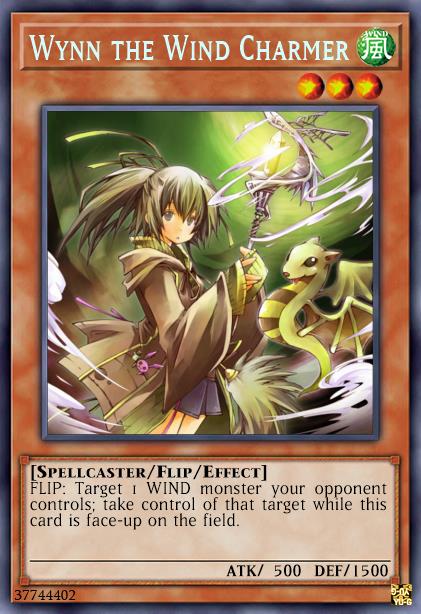 WYNN THE WIND CHARMER
WIND
風
[SPELLCASTER/FLIP/EFFECT]
FLIP: Target 1 WIND monster your opponent
controls; take control of that target while this
card is face-up on the field.
ATK/ 500 DEF/1500
37744402